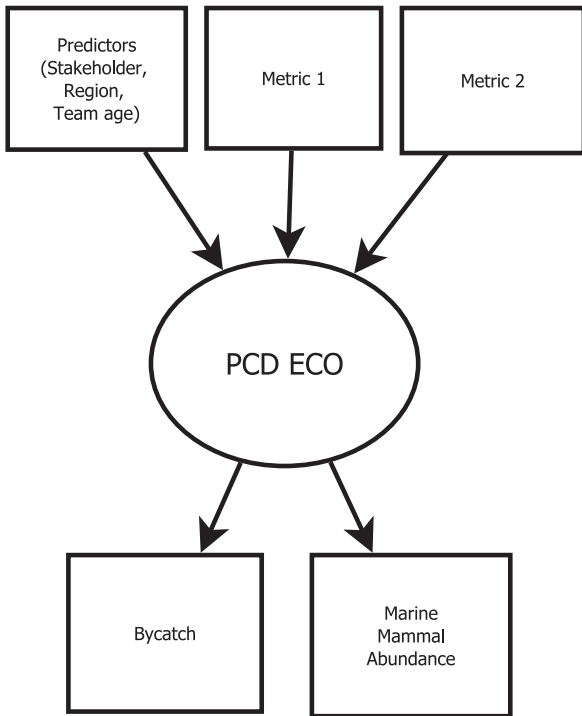 Predictors
(Stakeholder,
Region,
Team age)
Metric 1
Metric 2
PCD ECO
Bycatch
Marine
Mammal
Abundance